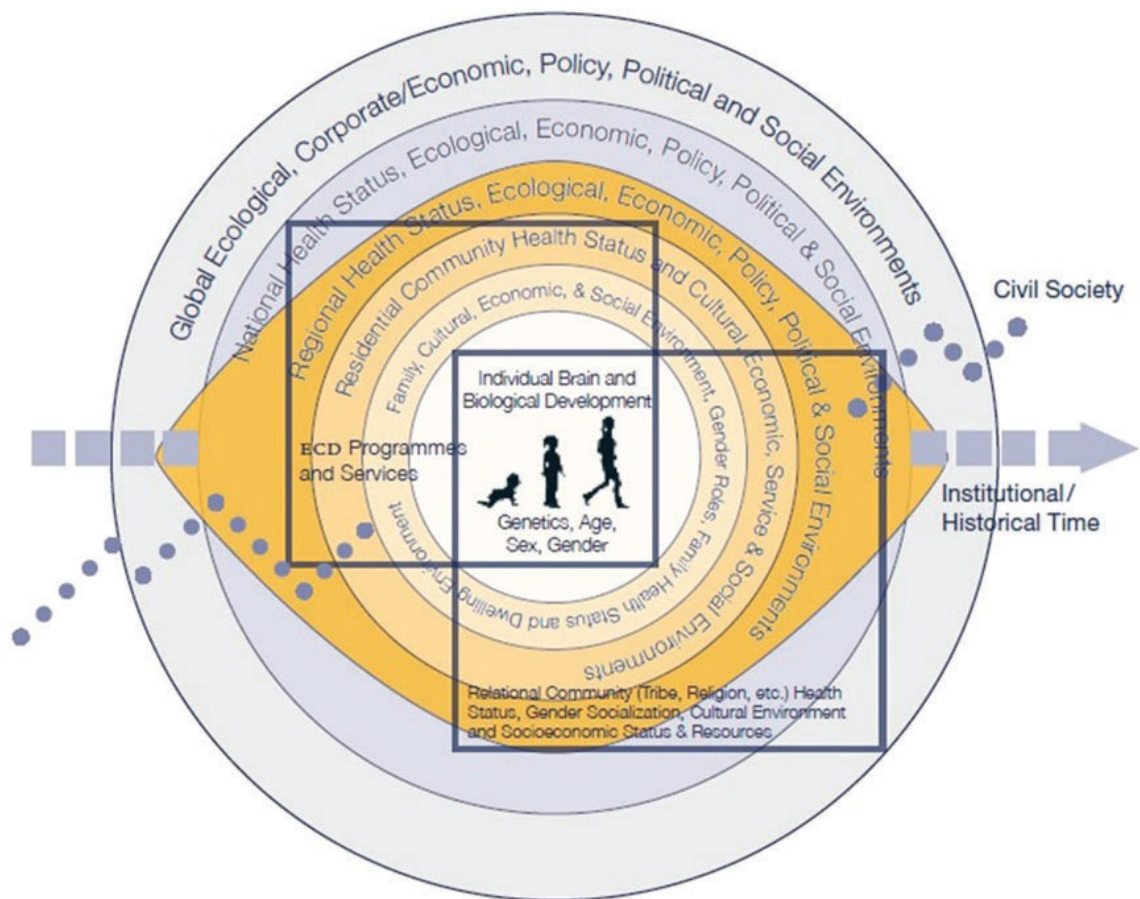 Global Ecological, Corporate/Economic, Policy, Political and Social Environments
National Health Status, Ecological, Economic, Policy, Political & Social Environments
Regional Health Status, Ecological, Economic, Policy, Political & Social Environments
Residential Community Health Status and Cultural, Economic, Service & Social Environments
Family, Cultural, Economic, & Social Environment, Gender Roles, Family Health Status and Dwelling Environment
Civil Society
Individual Brain and
Biological Development
ECD Programmes
and Services
Genetics, Age,
Sex, Gender
Institutional/
Historical Time
Relational Community (Tribe, Religion, etc.) Health
Status, Gender Socialization, Cultural Environment
and Socioeconomic Status & Resources